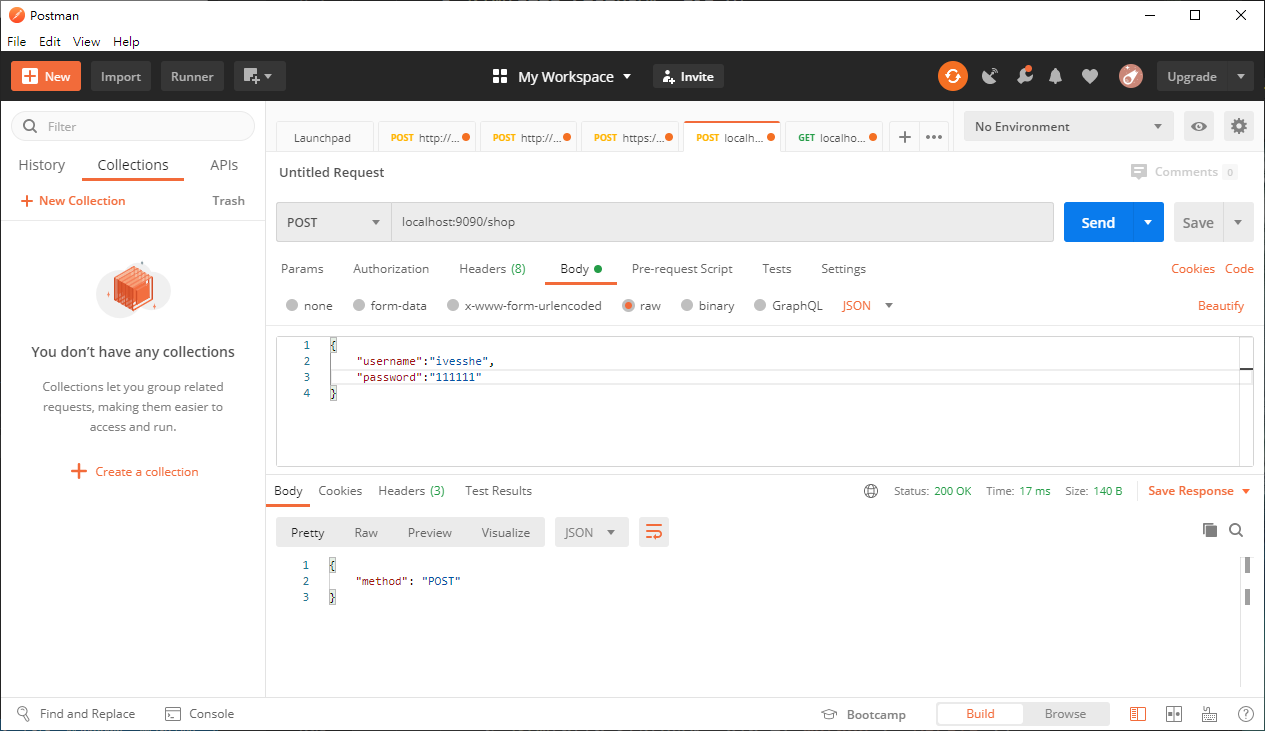 Postman
File Edit View Help
New Import Runner My Workspace Invite Upgrade
Filter
History Collections APIs
New Collection Trash
You don't have any collections
Collections let you group related
requests, making them easier to
access and run.
Create a collection
Launchpad POST http://... POST http://... POST https:/... POST localh... GET localho... No Environment
Untitled Request Comments 0
POST localhost:9090/shop Send Save
Params Authorization Headers (8) Body Pre-request Script Tests Settings Cookies Code
none form-data x-www-form-urlencoded raw binary GraphQL JSON Beautify
1 {
2 "username":"ivesshe",
3 "password":"111111"
4 }
Body Cookies Headers (3) Test Results Status: 200 OK Time: 17 ms Size: 140 B Save Response
Pretty Raw Preview Visualize JSON
1 {
2 "method": "POST"
3 }
Find and Replace Console Bootcamp Build Browse